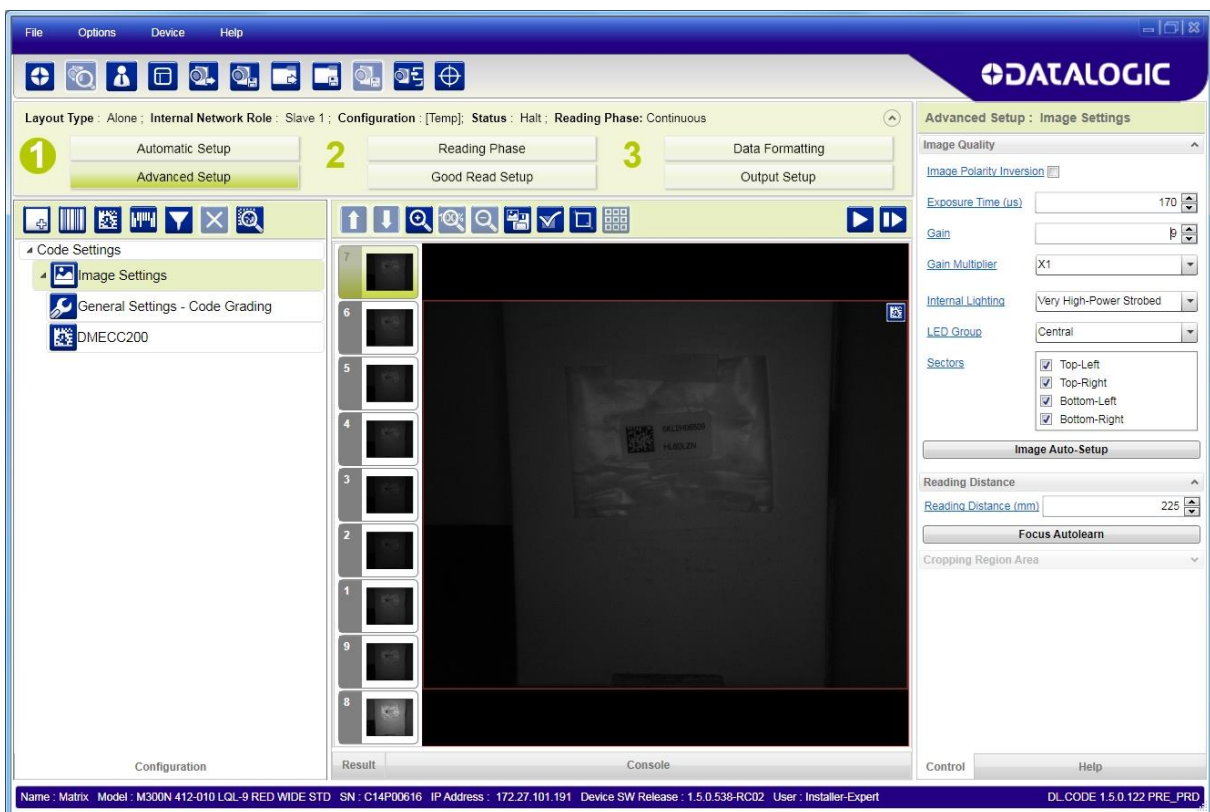 File Options Device Help
DATALOGIC
Layout Type : Alone ; Internal Network Role : Slave 1 ; Configuration : [Temp]; Status : Halt ; Reading Phase: Continuous
1 Automatic Setup 2 Reading Phase 3 Data Formatting
Advanced Setup Good Read Setup Output Setup
Code Settings
Image Settings
General Settings - Code Grading
DMECC200
Configuration
7
6
5
4
3
2
1
9
8
HL6DLZN
Result Console
Advanced Setup : Image Settings
Image Quality
Image Polarity Inversion
Exposure Time (µs) 170
Gain 9
Gain Multiplier X1
Internal Lighting Very High-Power Strobed
LED Group Central
Sectors Top-Left
Top-Right
Bottom-Left
Bottom-Right
Image Auto-Setup
Reading Distance
Reading Distance (mm) 225
Focus Autolearn
Cropping Region Area
Control Help
Name : Matrix Model : M300N 412-010 LQL-9 RED WIDE STD SN : C14P00616 IP Address : 172.27.101.191 Device SW Release : 1.5.0.538-RC02 User : Installer-Expert DL.CODE 1.5.0.122 PRE_PRD